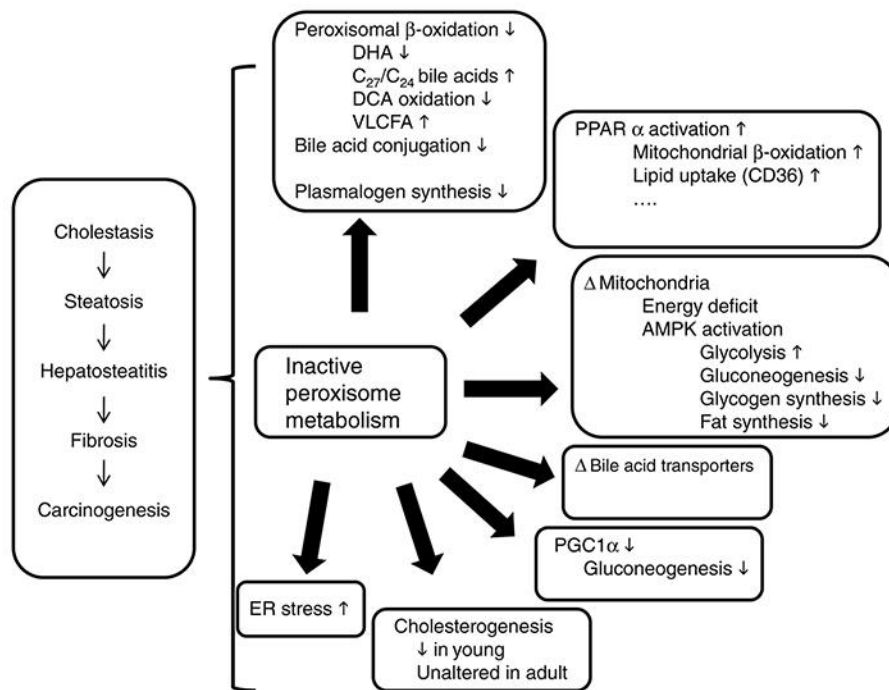 Peroxisomal β-oxidation ↓
DHA ↓
C₂₇/C₂₄ bile acids ↑
DCA oxidation ↓
VLCFA ↑
Bile acid conjugation ↓
Plasmalogen synthesis ↓
PPAR α activation ↑
Mitochondrial β-oxidation ↑
Lipid uptake (CD36) ↑
....
Cholestasis
↓
Steatosis
↓
Hepatosteatitis
↓
Fibrosis
↓
Carcinogenesis
Inactive
peroxisome
metabolism
Δ Mitochondria
Energy deficit
AMPK activation
Glycolysis ↑
Gluconeogenesis ↓
Glycogen synthesis ↓
Fat synthesis ↓
Δ Bile acid transporters
PGC1α ↓
Gluconeogenesis ↓
ER stress ↑
Cholesterogenesis
↓ in young
Unaltered in adult